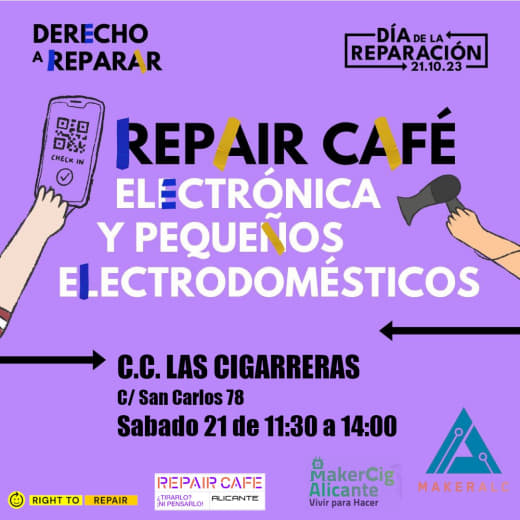 DERECHO
A REPARAR
DÍA DE LA
REPARACIÓN
21.10.23
CHECK IN
REPAIR CAFÉ
ELECTRÓNICA
Y PEQUEÑOS
ELECTRODOMÉSTICOS
C.C. LAS CIGARRERAS
C/ San Carlos 78
Sabado 21 de 11:30 a 14:00
RIGHT TO REPAIR
REPAIR CAFE
¿TIRARLO?
¡NI PENSARLO!
ALICANTE
MakerCig
Alicante
Vivir para Hacer
MAKERALC